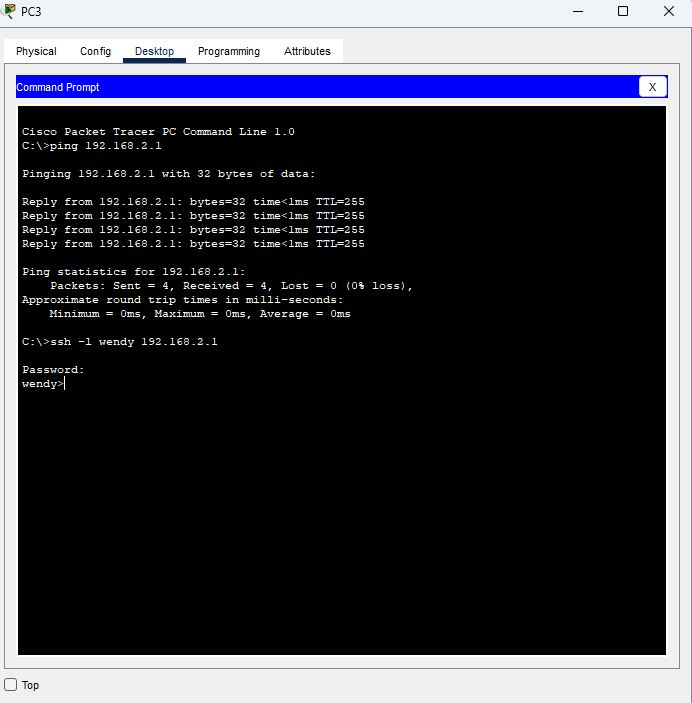 PC3
Physical Config Desktop Programming Attributes
Command Prompt
X
Cisco Packet Tracer PC Command Line 1.0
C:\>ping 192.168.2.1
Pinging 192.168.2.1 with 32 bytes of data:
Reply from 192.168.2.1: bytes=32 time<1ms TTL=255
Reply from 192.168.2.1: bytes=32 time<1ms TTL=255
Reply from 192.168.2.1: bytes=32 time<1ms TTL=255
Reply from 192.168.2.1: bytes=32 time<1ms TTL=255
Ping statistics for 192.168.2.1:
Packets: Sent = 4, Received = 4, Lost = 0 (0% loss),
Approximate round trip times in milli-seconds:
Minimum = 0ms, Maximum = 0ms, Average = 0ms
C:\>ssh -l wendy 192.168.2.1
Password:
wendy>
Top